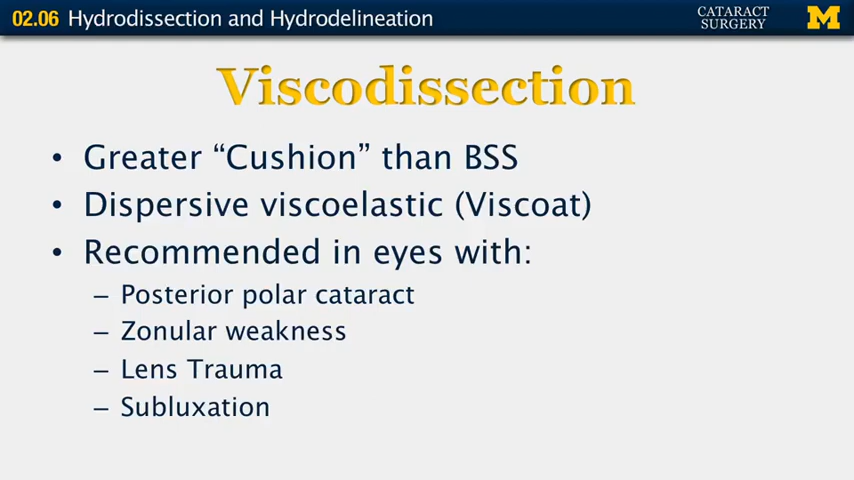 02.06 Hydrodissection and Hydrodelineation
CATARACT
SURGERY
M
Viscodissection
• Greater “Cushion” than BSS
• Dispersive viscoelastic (Viscoat)
• Recommended in eyes with:
– Posterior polar cataract
– Zonular weakness
– Lens Trauma
– Subluxation